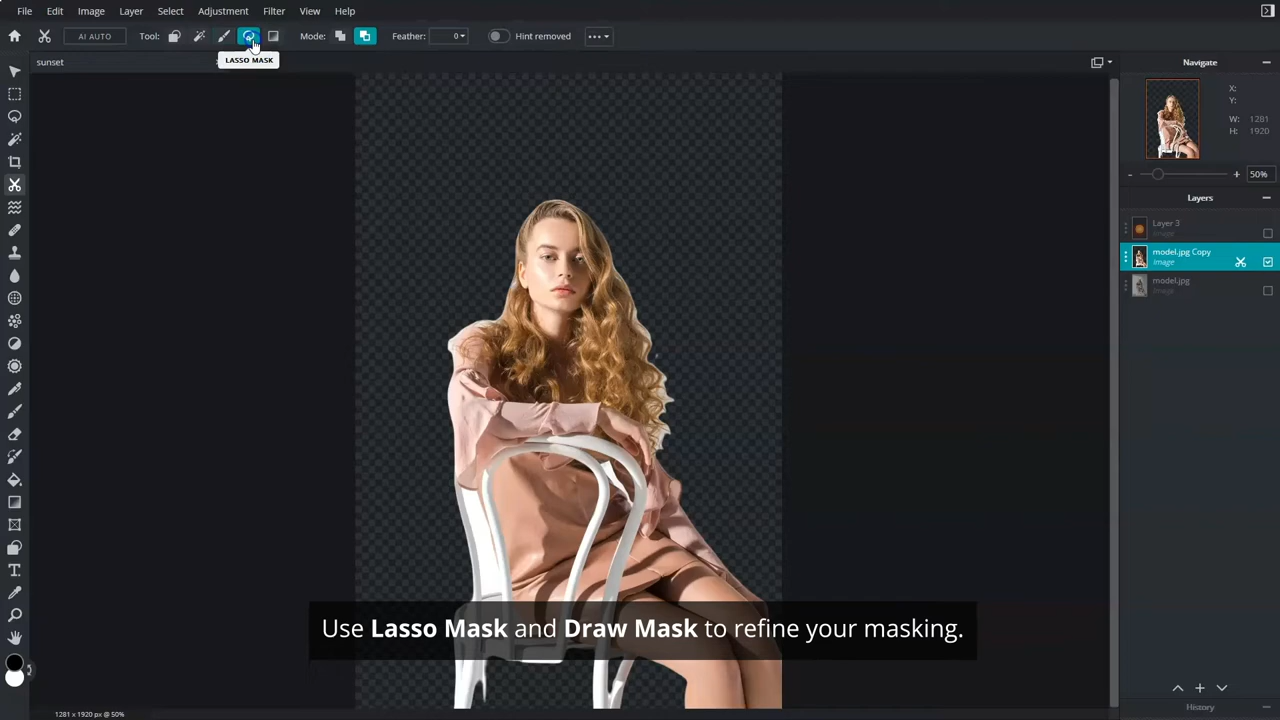 File Edit Image Layer Select Adjustment Filter View Help
AI AUTO Tool: Mode: Feather: 0 Hint removed
LASSO MASK
sunset
Navigate
X:
Y:
W: 1281
H: 1920
- + 50%
Layers
Layer 3
Image
model.jpg Copy
Image
model.jpg
Image
Use Lasso Mask and Draw Mask to refine your masking.
History
1281 x 1920 px @ 50%